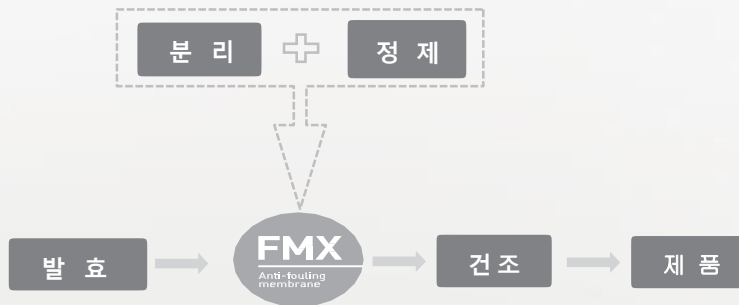 분 리
정 제
발 효
FMX
Anti-fouling
membrane
건 조
제 품